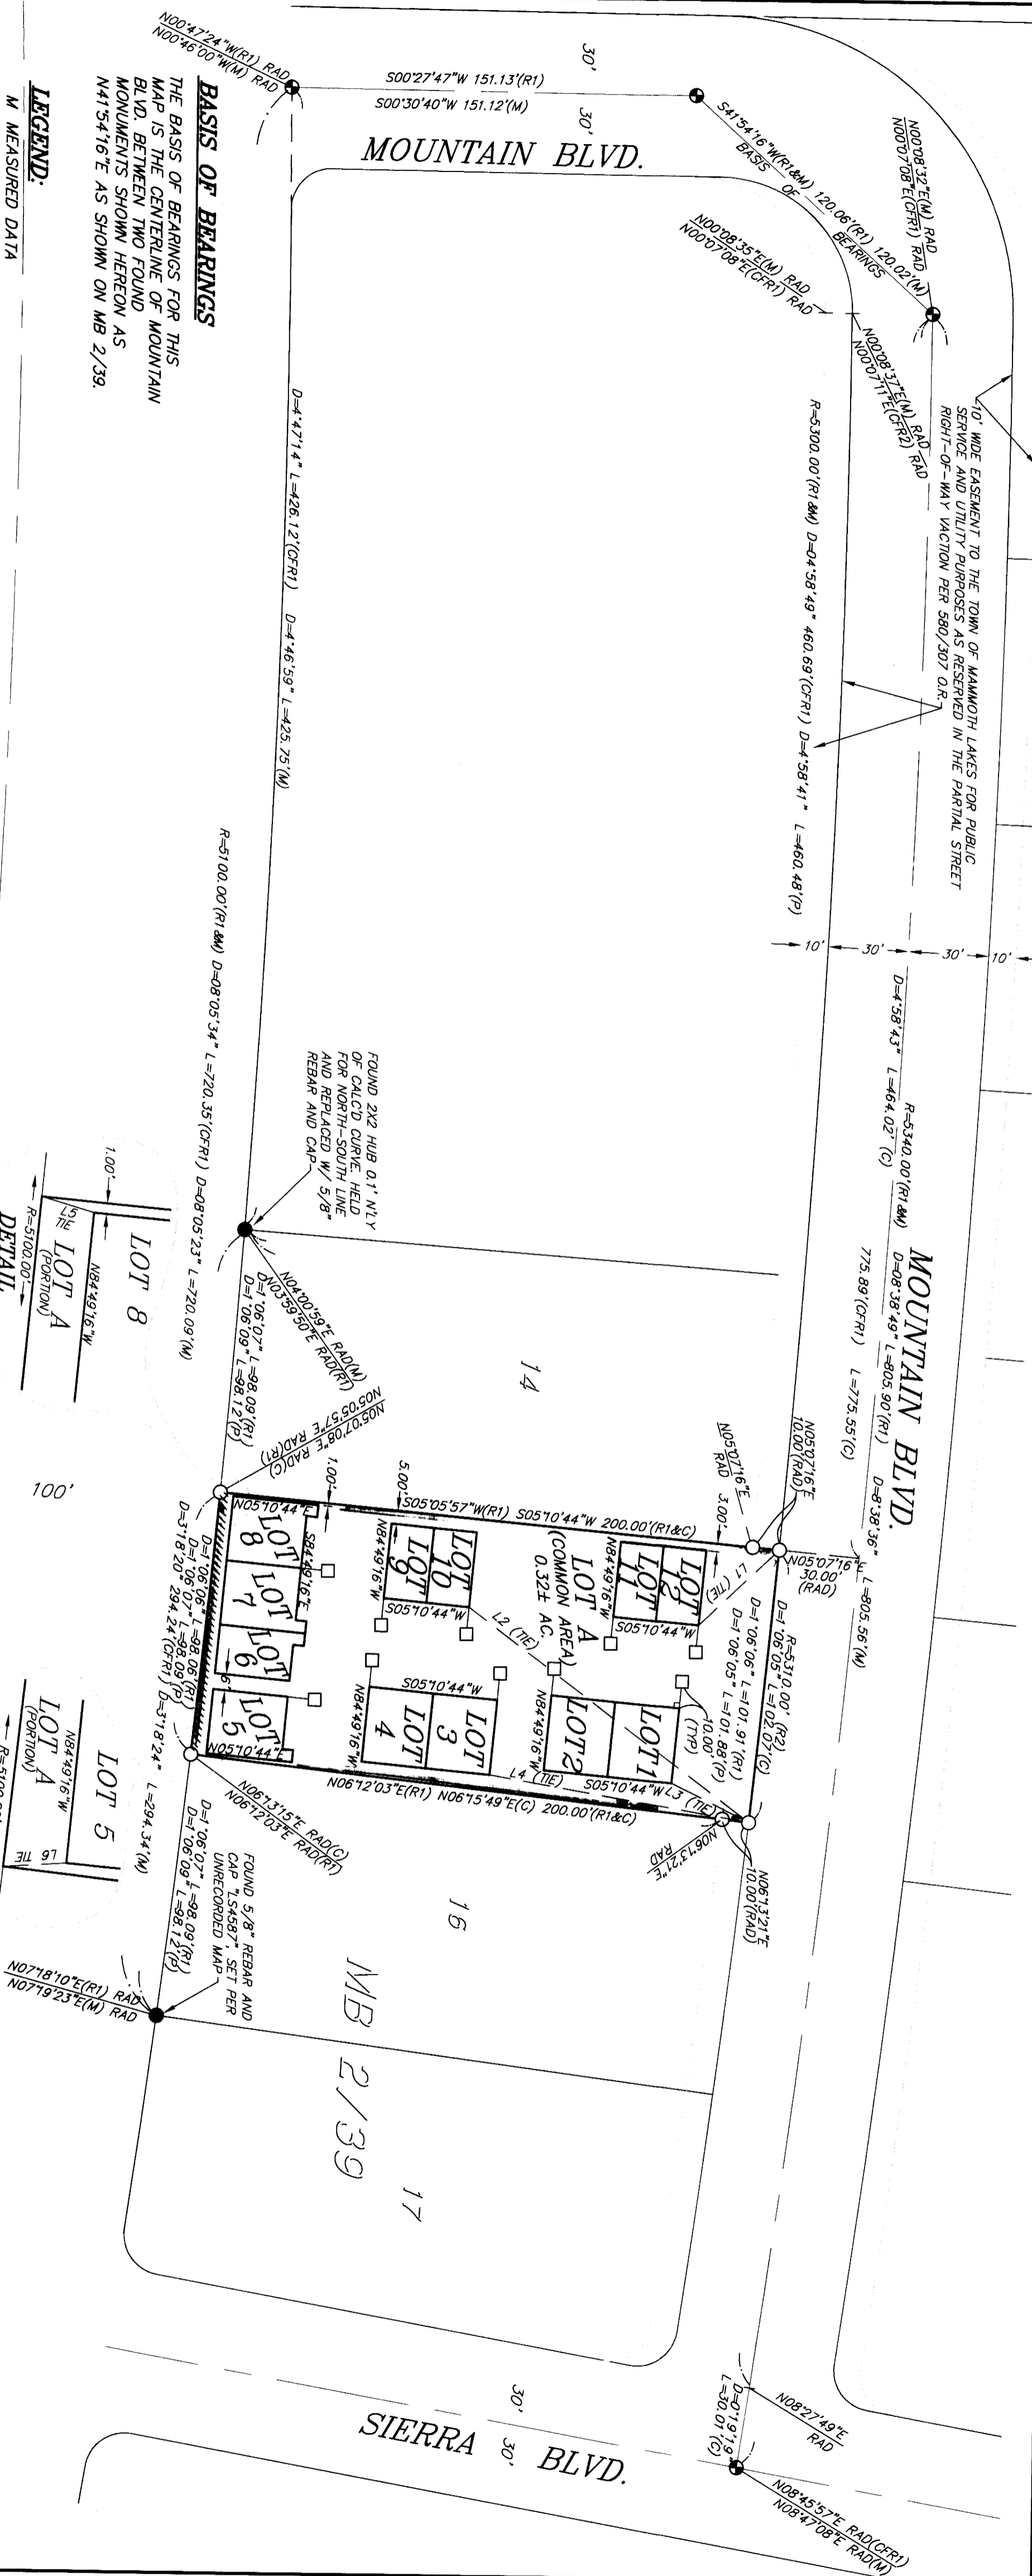 N00°47'24"W(R1) RAD
N00°46'00"W(M) RAD
S00°27'47"W 151.13'(R1)
S00°30'40"W 151.12'(M)
30'
30'
MOUNTAIN BLVD.
S41°54'16"W(R1&M) 120.06'(R1) 120.02'(M)
BASIS OF BEARINGS
N00°08'32"E(M) RAD
N00°07'08"E(CFR1) RAD
N00°08'35"E(M) RAD
N00°07'08"E(CFR1) RAD
N00°08'37"E(M) RAD
N00°07'11"E(CFR2) RAD
10' WIDE EASEMENT TO THE TOWN OF MAMMOTH LAKES FOR PUBLIC
SERVICE AND UTILITY PURPOSES AS RESERVED IN THE PARTIAL STREET
RIGHT-OF-WAY VACTION PER 580/307 O.R.
BASIS OF BEARINGS
THE BASIS OF BEARINGS FOR THIS
MAP IS THE CENTERLINE OF MOUNTAIN
BLVD. BETWEEN TWO FOUND
MONUMENTS SHOWN HEREON AS
N41°54'16"E AS SHOWN ON MB 2/39.
LEGEND:
M MEASURED DATA
D=4°47'14" L=426.12'(CFR1) D=4°46'59" L=425.75'(M)
R=5300.00'(R1&M) D=04°58'49" 460.69'(CFR1) D=4°58'41" L=460.48'(P)
10'
30'
30'
10'
R=5340.00'(R1&M)
D=4°58'43" L=464.02' (C)
MOUNTAIN BLVD.
D=08°38'49" L=805.90'(R1) D=8°38'36" L=805.56'(M)
775.89'(CFR1) L=775.55'(C)
R=5100.00'(R1&M) D=08°05'34" L=720.35'(CFR1) D=08°05'23" L=720.09'(M)
FOUND 2X2 HUB 0.1' N'LY
OF CALC'D CURVE. HELD
FOR NORTH-SOUTH LINE
AND REPLACED W/ 5/8"
REBAR AND CAP
N04°00'59"E RAD(M)
N03°59'50"E RAD(R1)
D=1°06'07" L=98.09'(R1)
D=1°06'09" L=98.12'(P)
14
1.00'
L5
TIE
LOT 8
N84°49'16"W
LOT A
(PORTION)
R=5100.00'
DETAIL
100'
N05°05'57"E RAD(R1)
N05°07'08"E RAD(C)
1.00'
5.00'
S05°05'57"W(R1) S05°10'44"W 200.00'(R1&C)
3.00'
N05°07'16"E
RAD
N05°07'16"E
10.00'(RAD)
N05°07'16"E
30.00'
(RAD)
R=5310.00' (R2)
D=1°06'05" L=102.07'(C)
D=1°06'06" L=101.91'(R1)
D=1°06'05" L=101.88'(P)
N05°10'44"E
LOT 8
S84°49'16"E
LOT 7
LOT 6
6'
LOT 5
N05°10'44"E
N84°49'16"W
LOT 9
LOT 10
S05°10'44"W
LOT A
(COMMON AREA)
0.32± AC.
N84°49'16"W
LOT 11
LOT 12
S05°10'44"W
L1 (TIE)
L2 (TIE)
S05°10'44"W
N84°49'16"W
LOT 4
LOT 3
N84°49'16"W
LOT 2
LOT 1
S05°10'44"W
10.00'
(TYP)
L3 (TIE)
L4 (TIE)
N06°12'03"E(R1) N06°15'49"E(C) 200.00'(R1&C)
N06°13'21"E
RAD
N06°13'21"E
10.00'(RAD)
D=1°06'06" L=98.06'(R1)
D=1°06'07" L=98.09'(P)
D=3°18'20" 294.24'(CFR1) D=3°18'24" L=294.34'(M)
N06°13'15"E RAD(C)
N06°12'03"E RAD(R1)
D=1°06'07" L=98.09'(R1)
D=1°06'09" L=98.12'(P)
LOT 5
N84°49'16"W
L6 TIE
LOT A
(PORTION)
FOUND 5/8" REBAR AND
CAP "LS4587", SET PER
UNRECORDED MAP
N07°18'10"E(R1) RAD
N07°19'23"E(M) RAD
16
MB 2/39
17
30'
30'
SIERRA BLVD.
D=0°19'19"
L=30.01'(C)
N08°27'49"E
RAD
N08°45'57"E RAD(CFR1)
N08°47'08"E RAD(M)